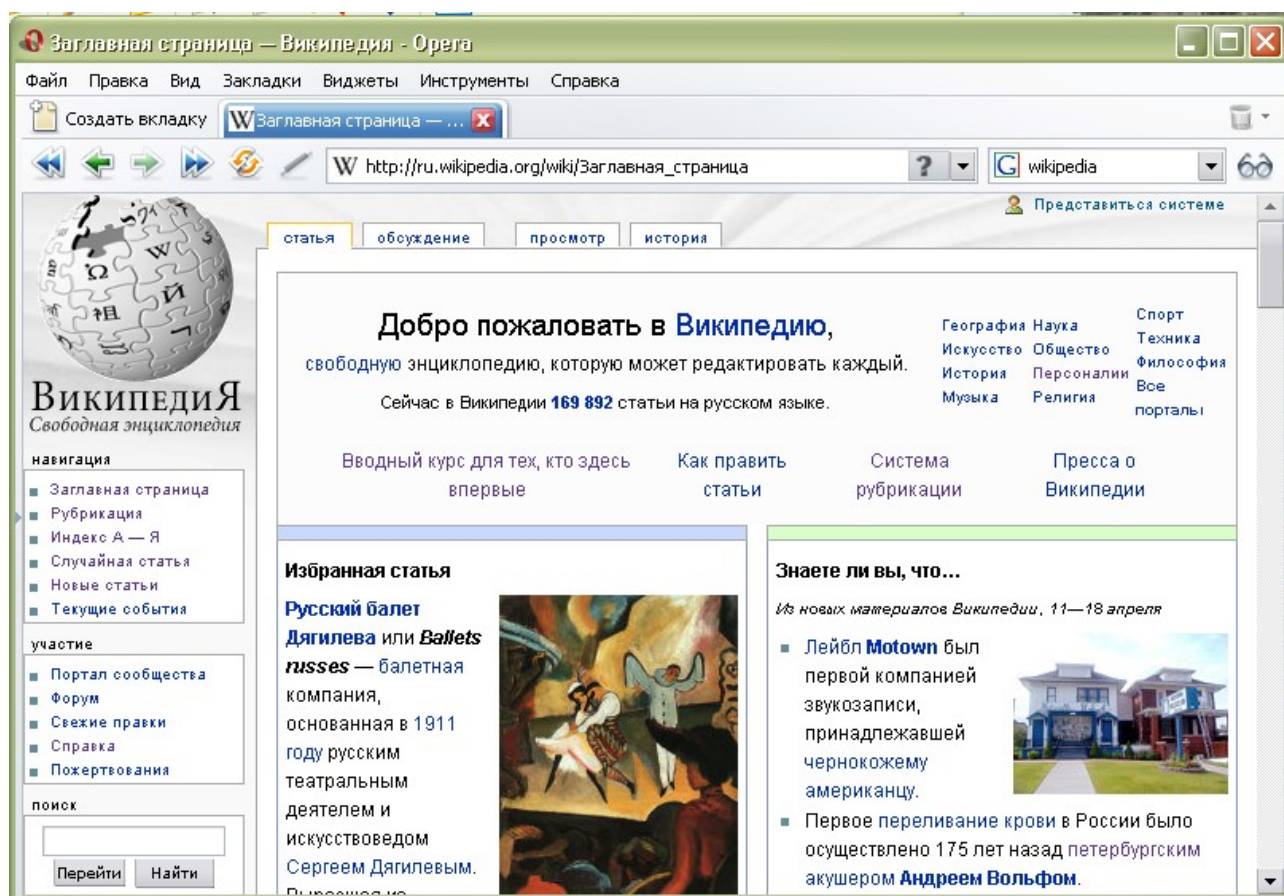 Заглавная страница — Википедия - Opera
Файл Правка Вид Закладки Виджеты Инструменты Справка
Создать вкладку W Заглавная страница — ...
W http://ru.wikipedia.org/wiki/Заглавная_страница ? G wikipedia
Представиться системе
статья обсуждение просмотр история
Ω W И 祖 7
ВИКИПЕДИЯ
Свободная энциклопедия
навигация
Заглавная страница
Рубрикация
Индекс А — Я
Случайная статья
Новые статьи
Текущие события
участие
Портал сообщества
Форум
Свежие правки
Справка
Пожертвования
поиск
Перейти Найти
Добро пожаловать в Википедию,
свободную энциклопедию, которую может редактировать каждый.
Сейчас в Википедии 169 892 статьи на русском языке.
География Наука Спорт
Искусство Общество Техника
История Персоналии Философия
Музыка Религия Все
порталы
Вводный курс для тех, кто здесь впервые
Как править статьи
Система рубрикации
Пресса о Википедии
Избранная статья
Русский балет
Дягилева или Ballets
russes — балетная
компания,
основанная в 1911
году русским
театральным
деятелем и
искусствоведом
Сергеем Дягилевым.
Знаете ли вы, что...
Из новых материалов Википедии, 11—18 апреля
Лейбл Motown был
первой компанией
звукозаписи,
принадлежавшей
чернокожему
американцу.
Первое переливание крови в России было
осуществлено 175 лет назад петербургским
акушером Андреем Вольфом.